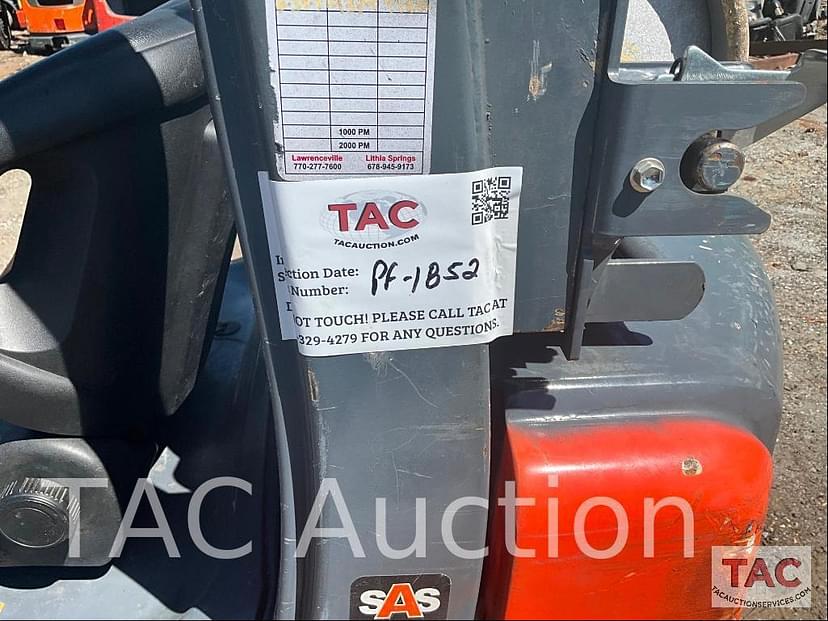 1000 PM
2000 PM
Lawrenceville Lithia Springs
770-277-7600 678-945-9173
TAC
TACAUCTION.COM
ction Date:
Number: PF-1852
OT TOUCH! PLEASE CALL TAC AT
329-4279 FOR ANY QUESTIONS.
TAC Auction
SAS
TAC
TACAUCTIONSERVICES.COM